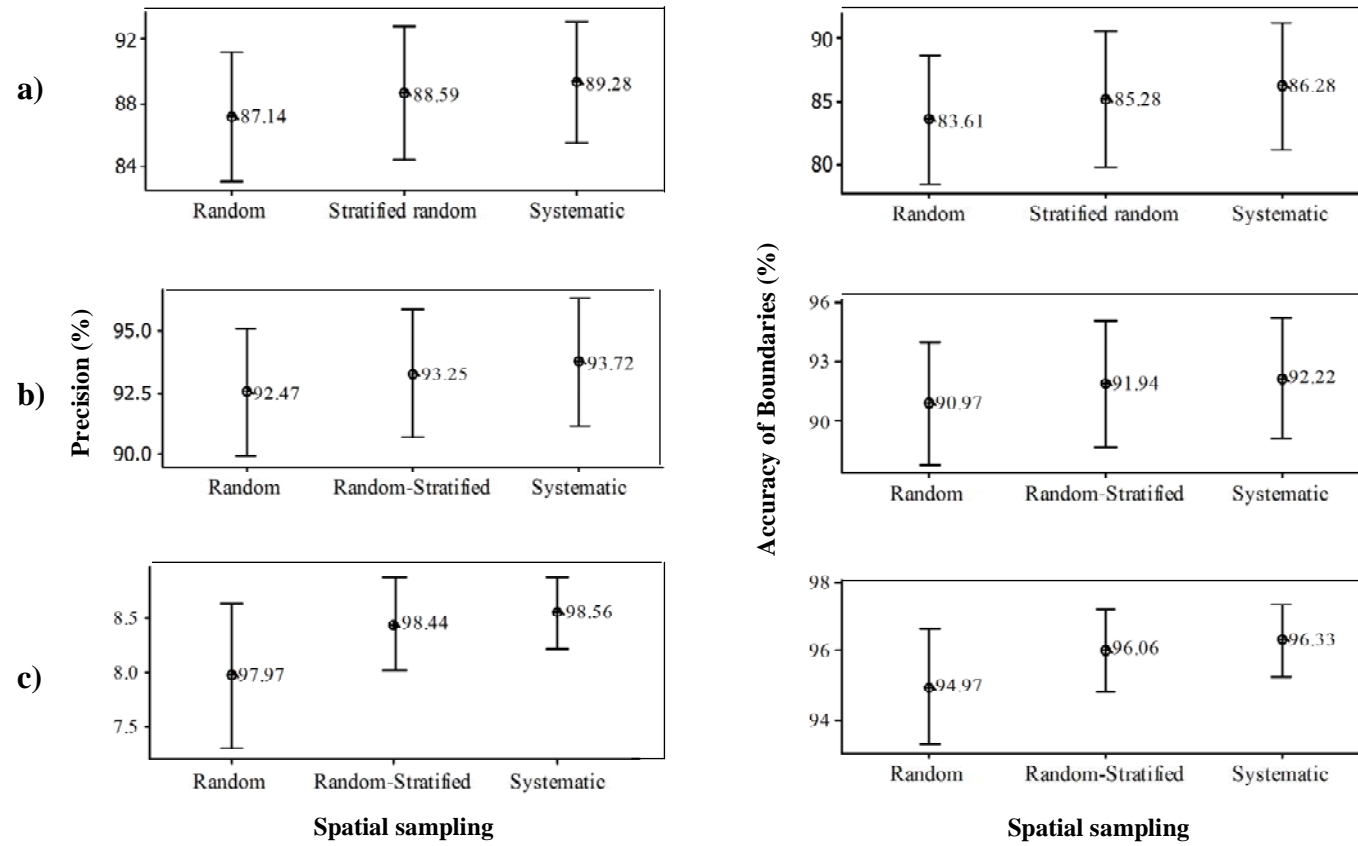 a)
92
88
84
87.14
88.59
89.28
Random Stratified random Systematic
90
85
80
83.61
85.28
86.28
Random Stratified random Systematic
Precision (%)
Accuracy of Boundaries (%)
b)
95.0
92.5
90.0
92.47
93.25
93.72
Random Random-Stratified Systematic
96
93
90
90.97
91.94
92.22
Random Random-Stratified Systematic
c)
8.5
8.0
7.5
97.97
98.44
98.56
Random Random-Stratified Systematic
98
96
94
94.97
96.06
96.33
Random Random-Stratified Systematic
Spatial sampling
Spatial sampling